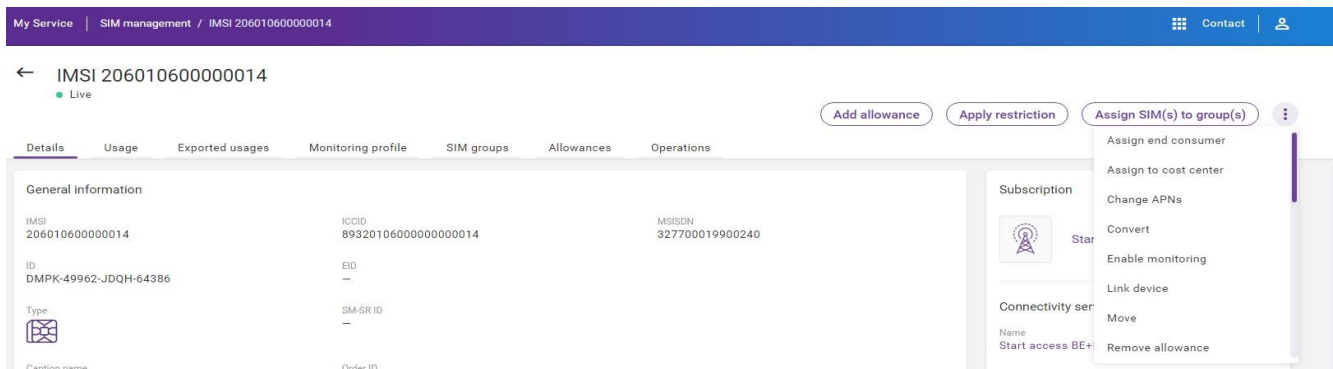 My Service | SIM management / IMSI 206010600000014 Contact
IMSI 206010600000014
Live
Add allowance Apply restriction Assign SIM(s) to group(s)
Details Usage Exported usages Monitoring profile SIM groups Allowances Operations
Assign end consumer
Assign to cost center
Change APNs
Convert
Enable monitoring
Link device
Move
Remove allowance
General information
IMSI ICCID MSISDN
206010600000014 89320106000000000014 327700019900240
ID EID
DMPK-49962-JDQH-64386 —
Type SM-SR ID
—
Caption name Order ID
Subscription
Star
Connectivity ser
Name
Start access BE+